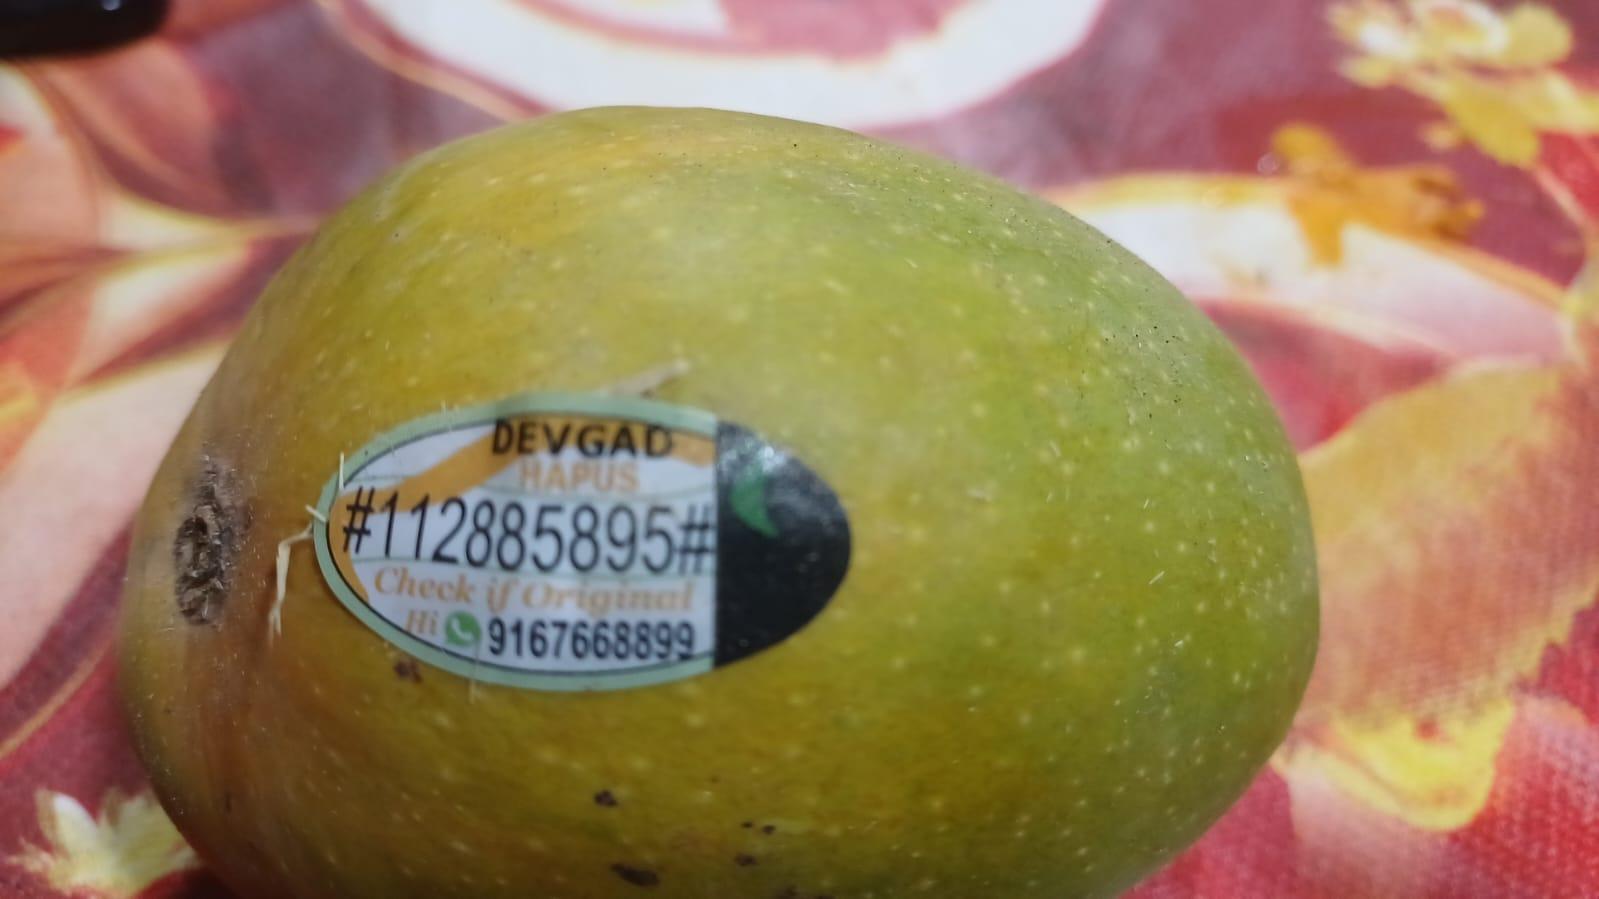 DEVGAD
HAPUS
#112885895#
Check if Original
Hi 9167668899